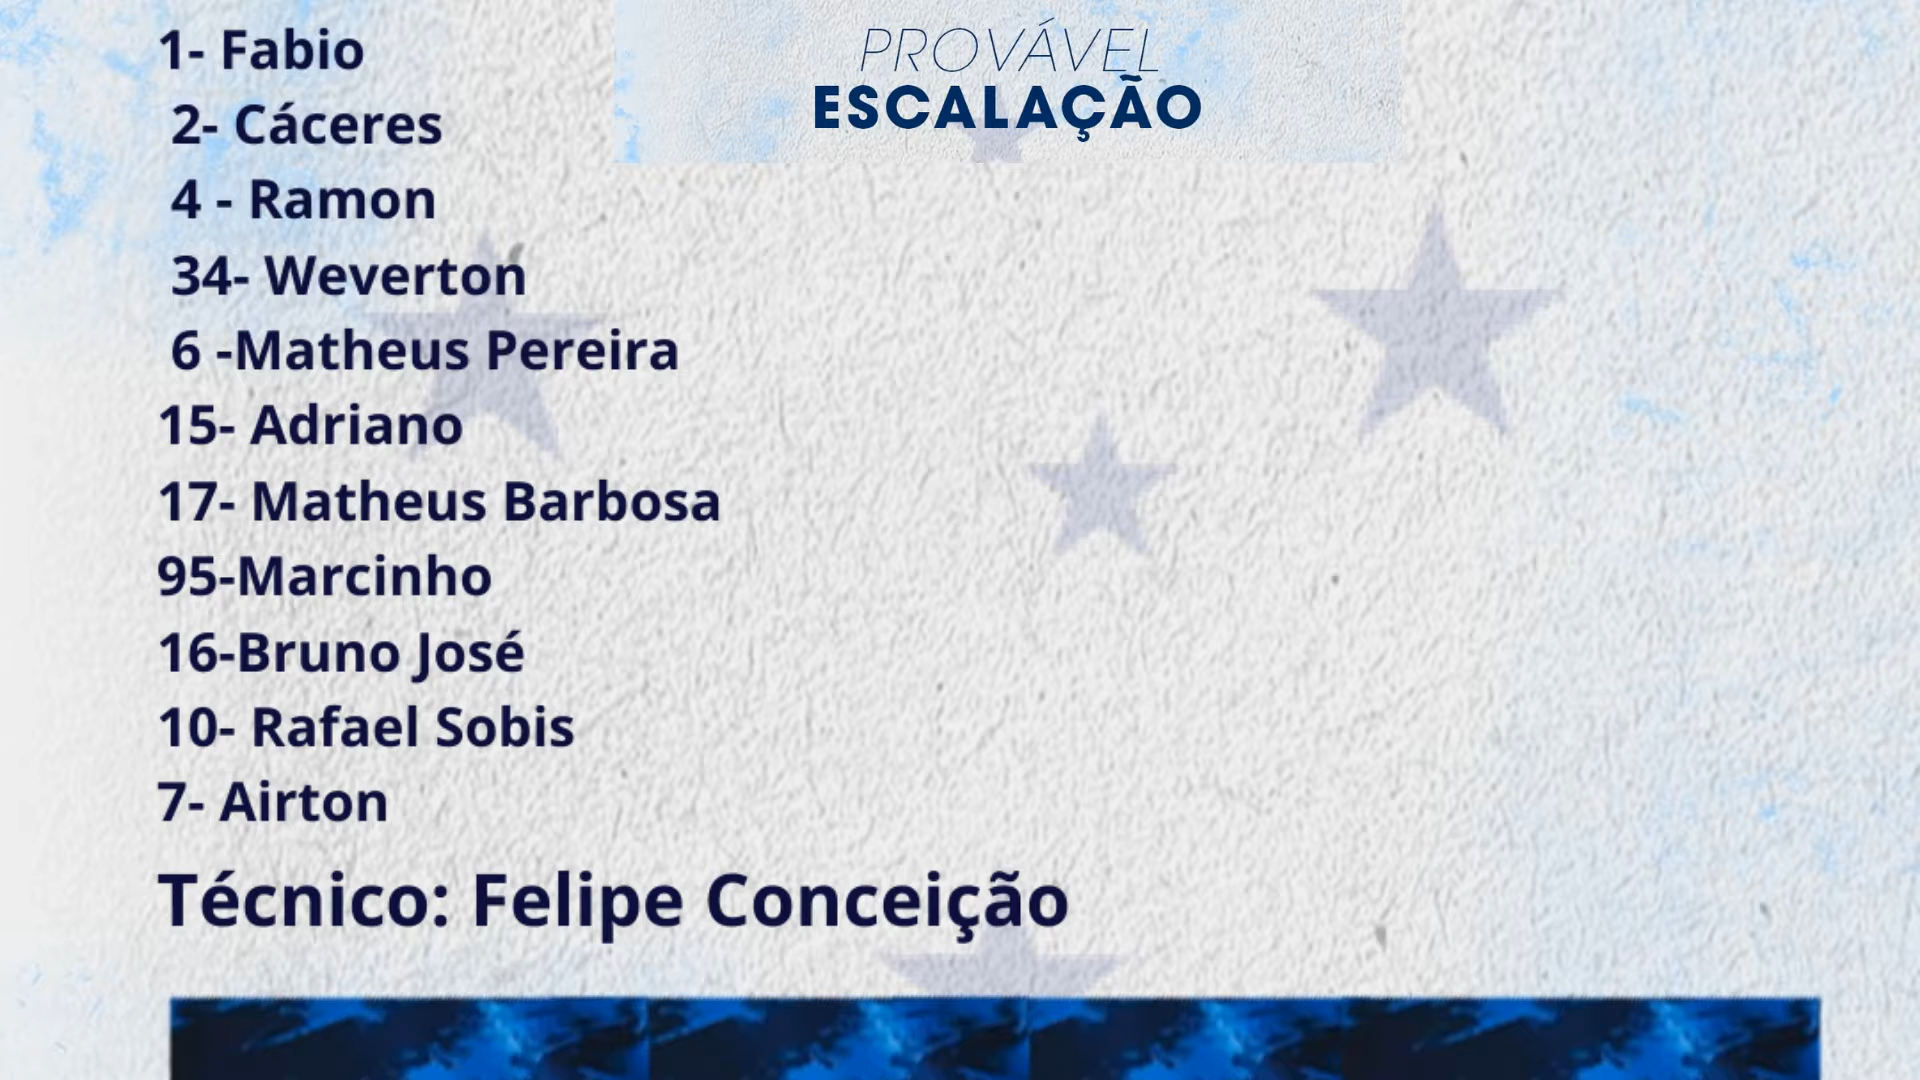 PROVÁVEL
ESCALAÇÃO
1- Fabio
2- Cáceres
4 - Ramon
34- Weverton
6 -Matheus Pereira
15- Adriano
17- Matheus Barbosa
95-Marcinho
16-Bruno José
10- Rafael Sobis
7- Airton
Técnico: Felipe Conceição